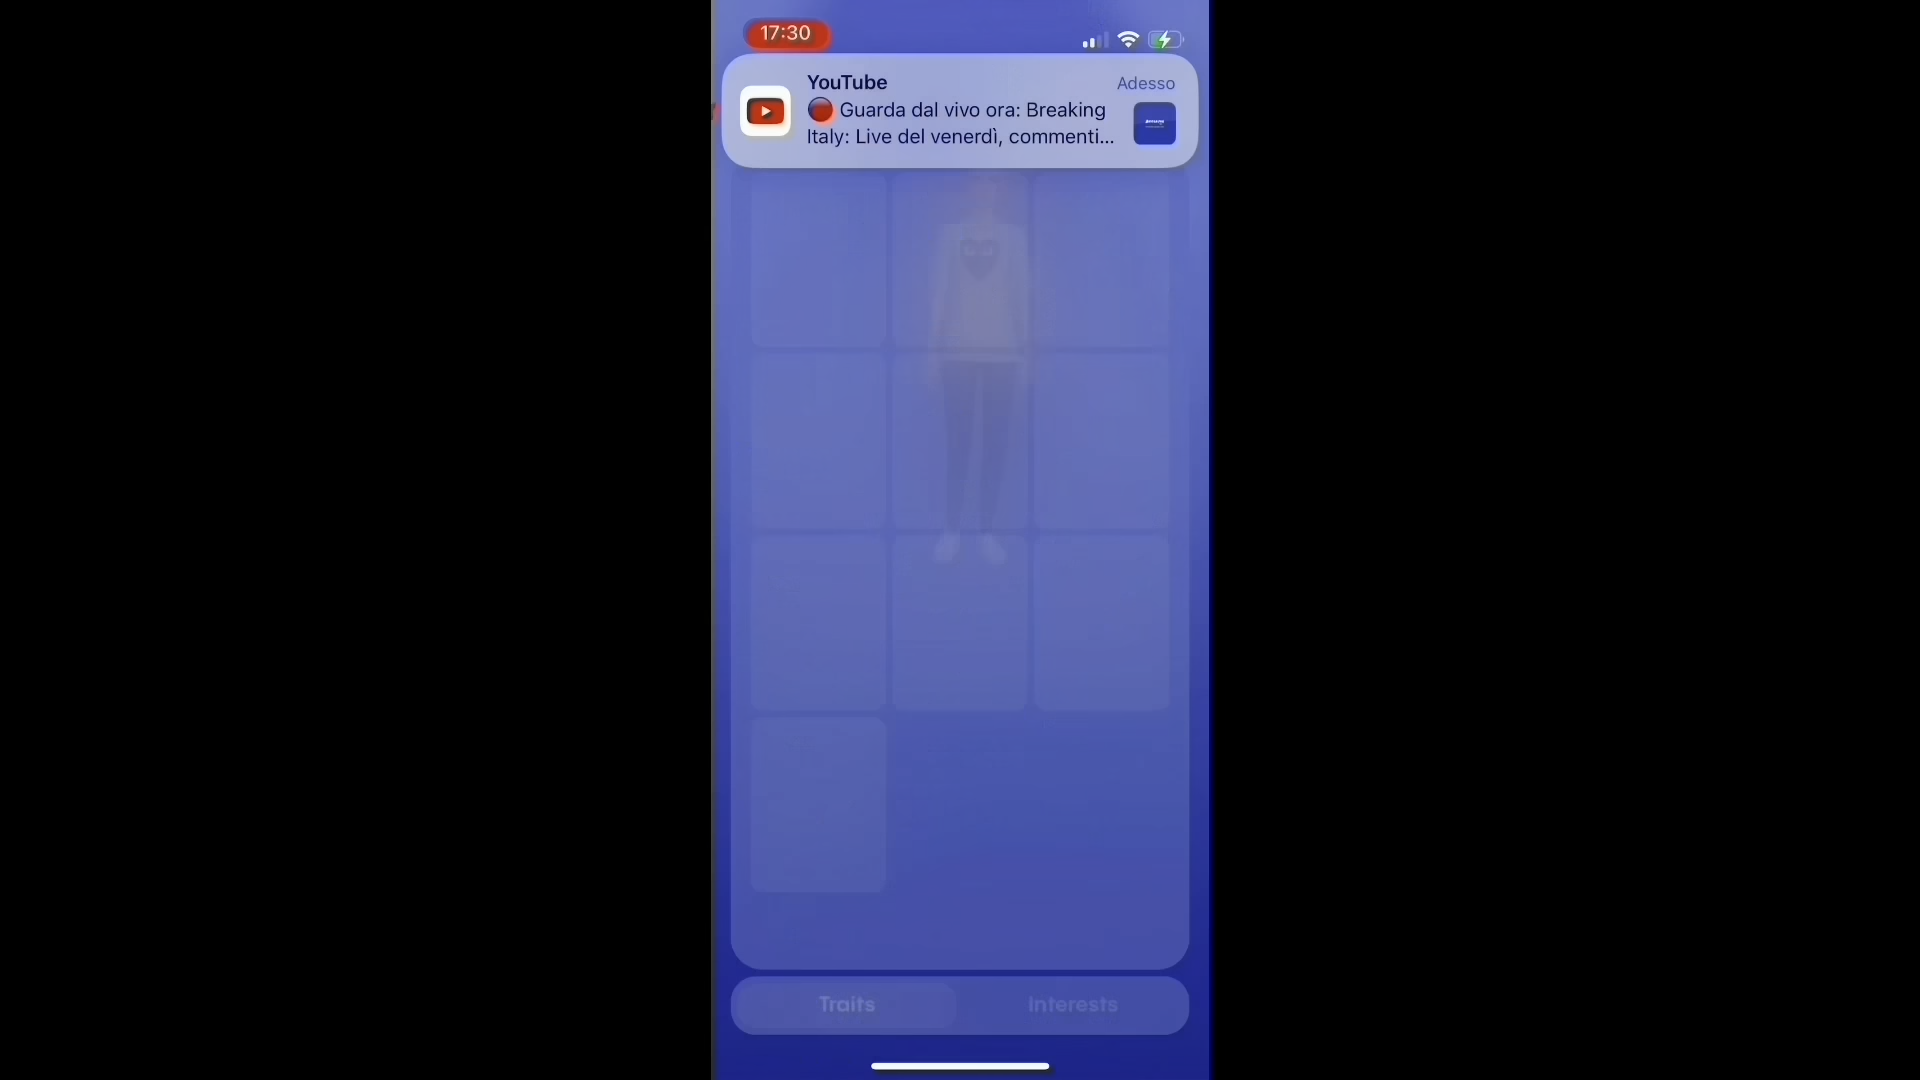 17:30
YouTube
Adesso
🔴 Guarda dal vivo ora: Breaking
Italy: Live del venerdì, commenti...
Traits
Interests